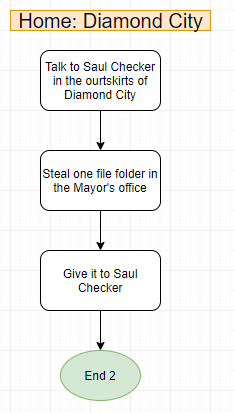 Home: Diamond City
Talk to Saul Checker
in the ourtskirts of
Diamond City
Steal one file folder in
the Mayor's office
Give it to Saul
Checker
End 2